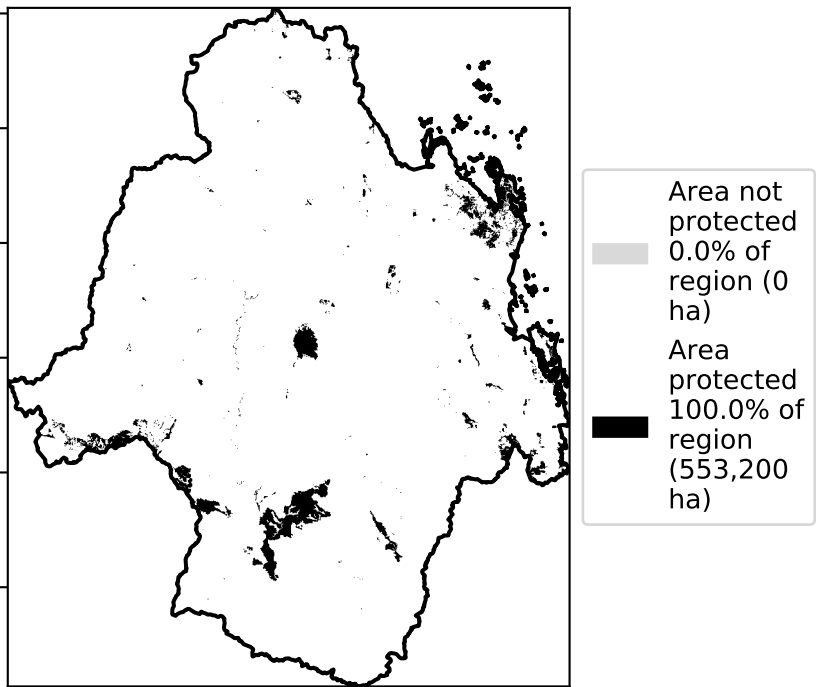 Area not
protected
0.0% of
region (0
ha)
Area
protected
100.0% of
region
(553,200
ha)